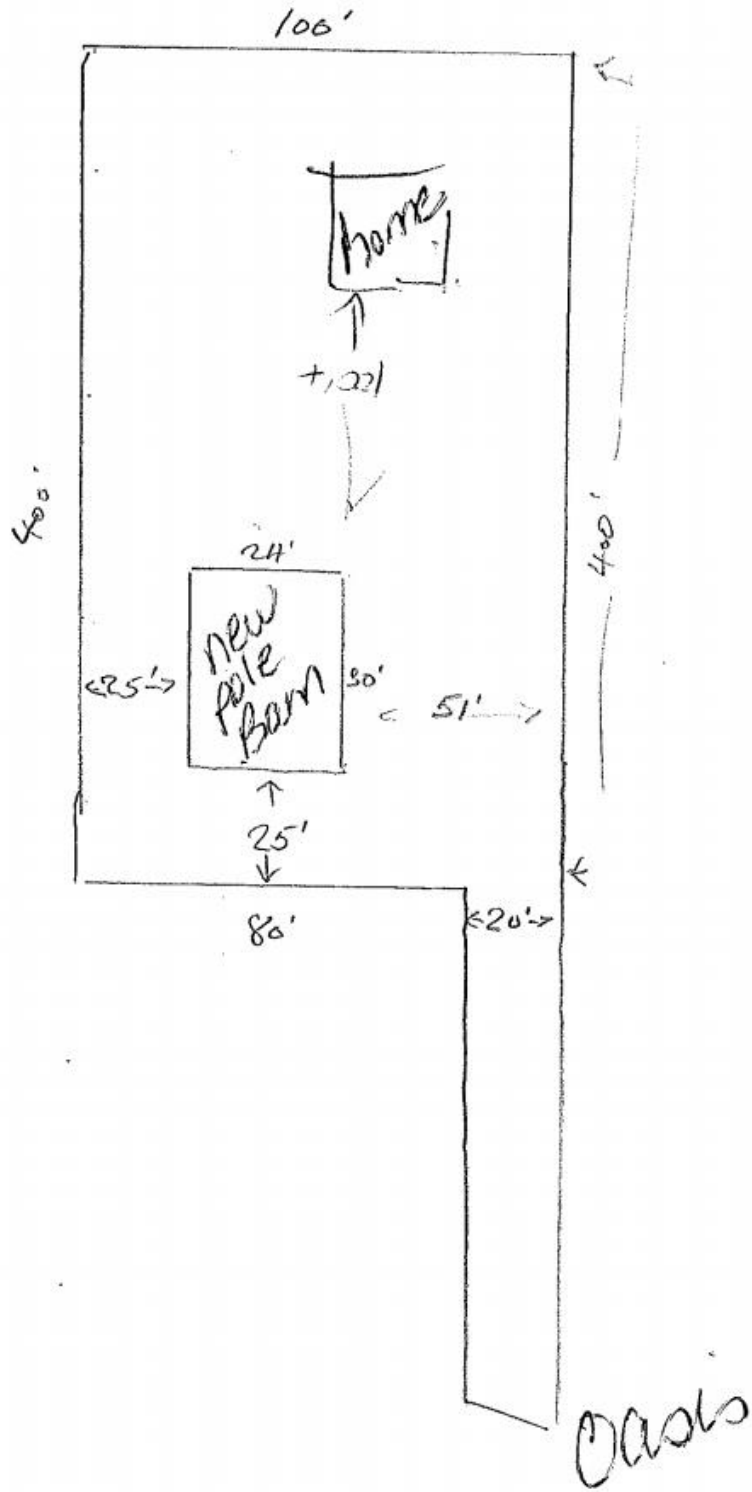 100'
home
400'
400'
24'
new
pole
Barn
30'
<25'->
< 51' ->
25'
80'
<20'->
Oasis